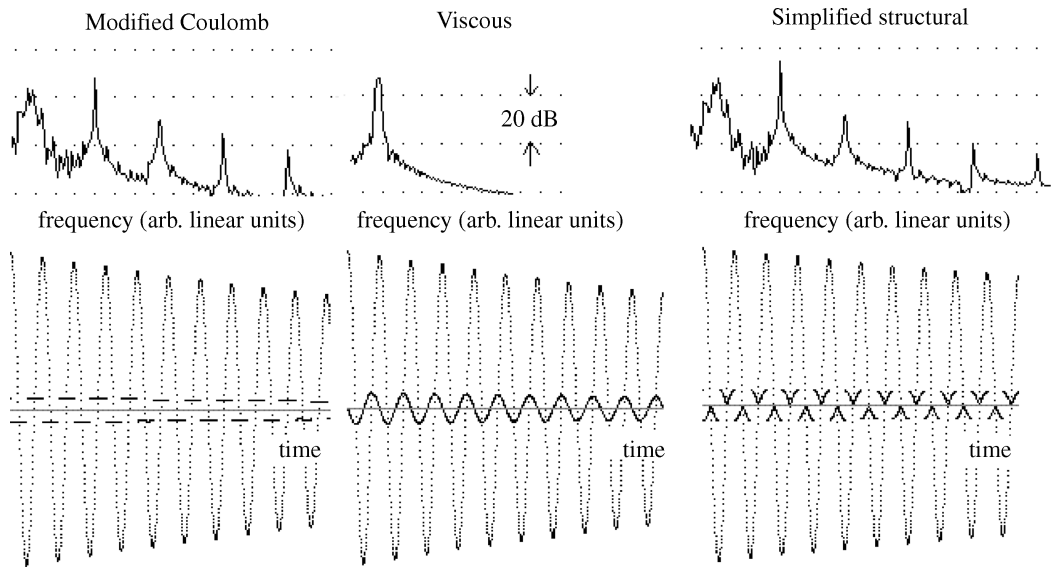 Modified Coulomb
Viscous
Simplified structural
20 dB
frequency (arb. linear units)
frequency (arb. linear units)
frequency (arb. linear units)
time
time
time